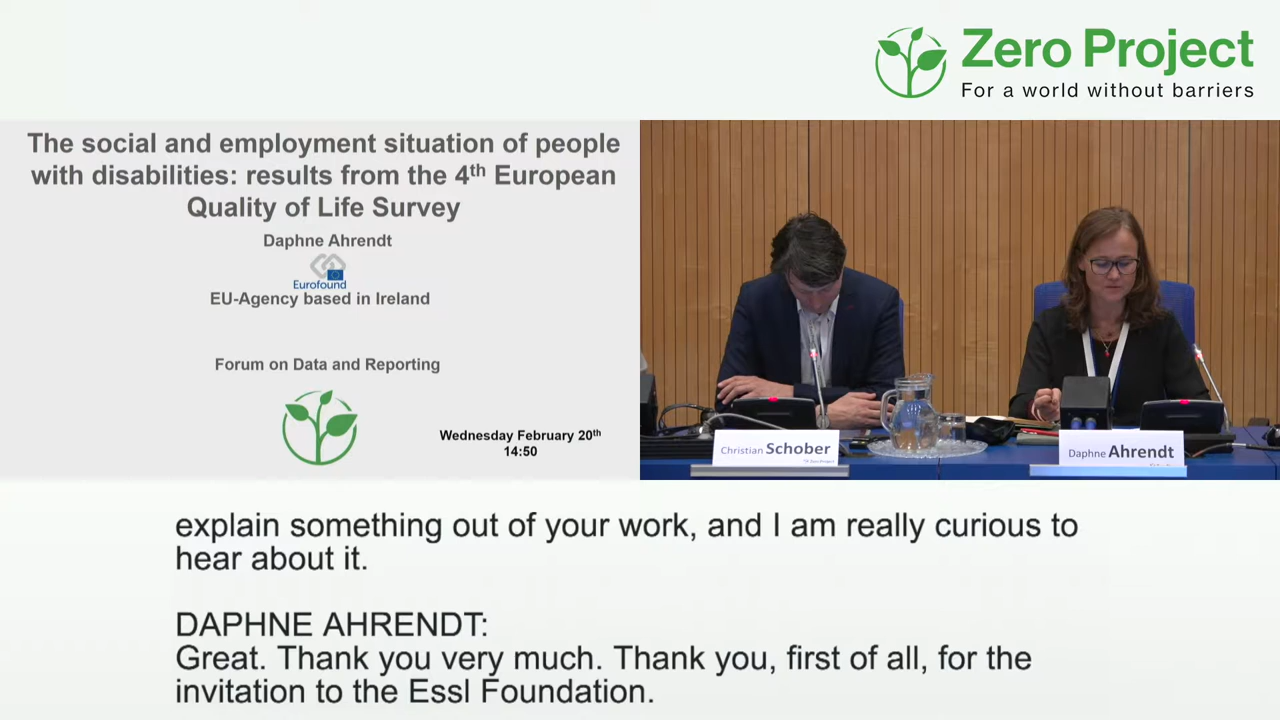 Zero Project
For a world without barriers
The social and employment situation of people
with disabilities: results from the 4th European
Quality of Life Survey
Daphne Ahrendt
Eurofound
EU-Agency based in Ireland
Forum on Data and Reporting
Wednesday February 20th
14:50
Christian Schober
Daphne Ahrendt
explain something out of your work, and I am really curious to
hear about it.
DAPHNE AHRENDT:
Great. Thank you very much. Thank you, first of all, for the
invitation to the Essl Foundation.